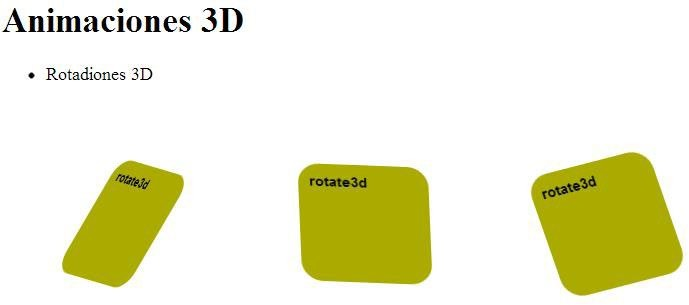 Animaciones 3D
Rotadiones 3D
rotate3d
rotate3d
rotate3d